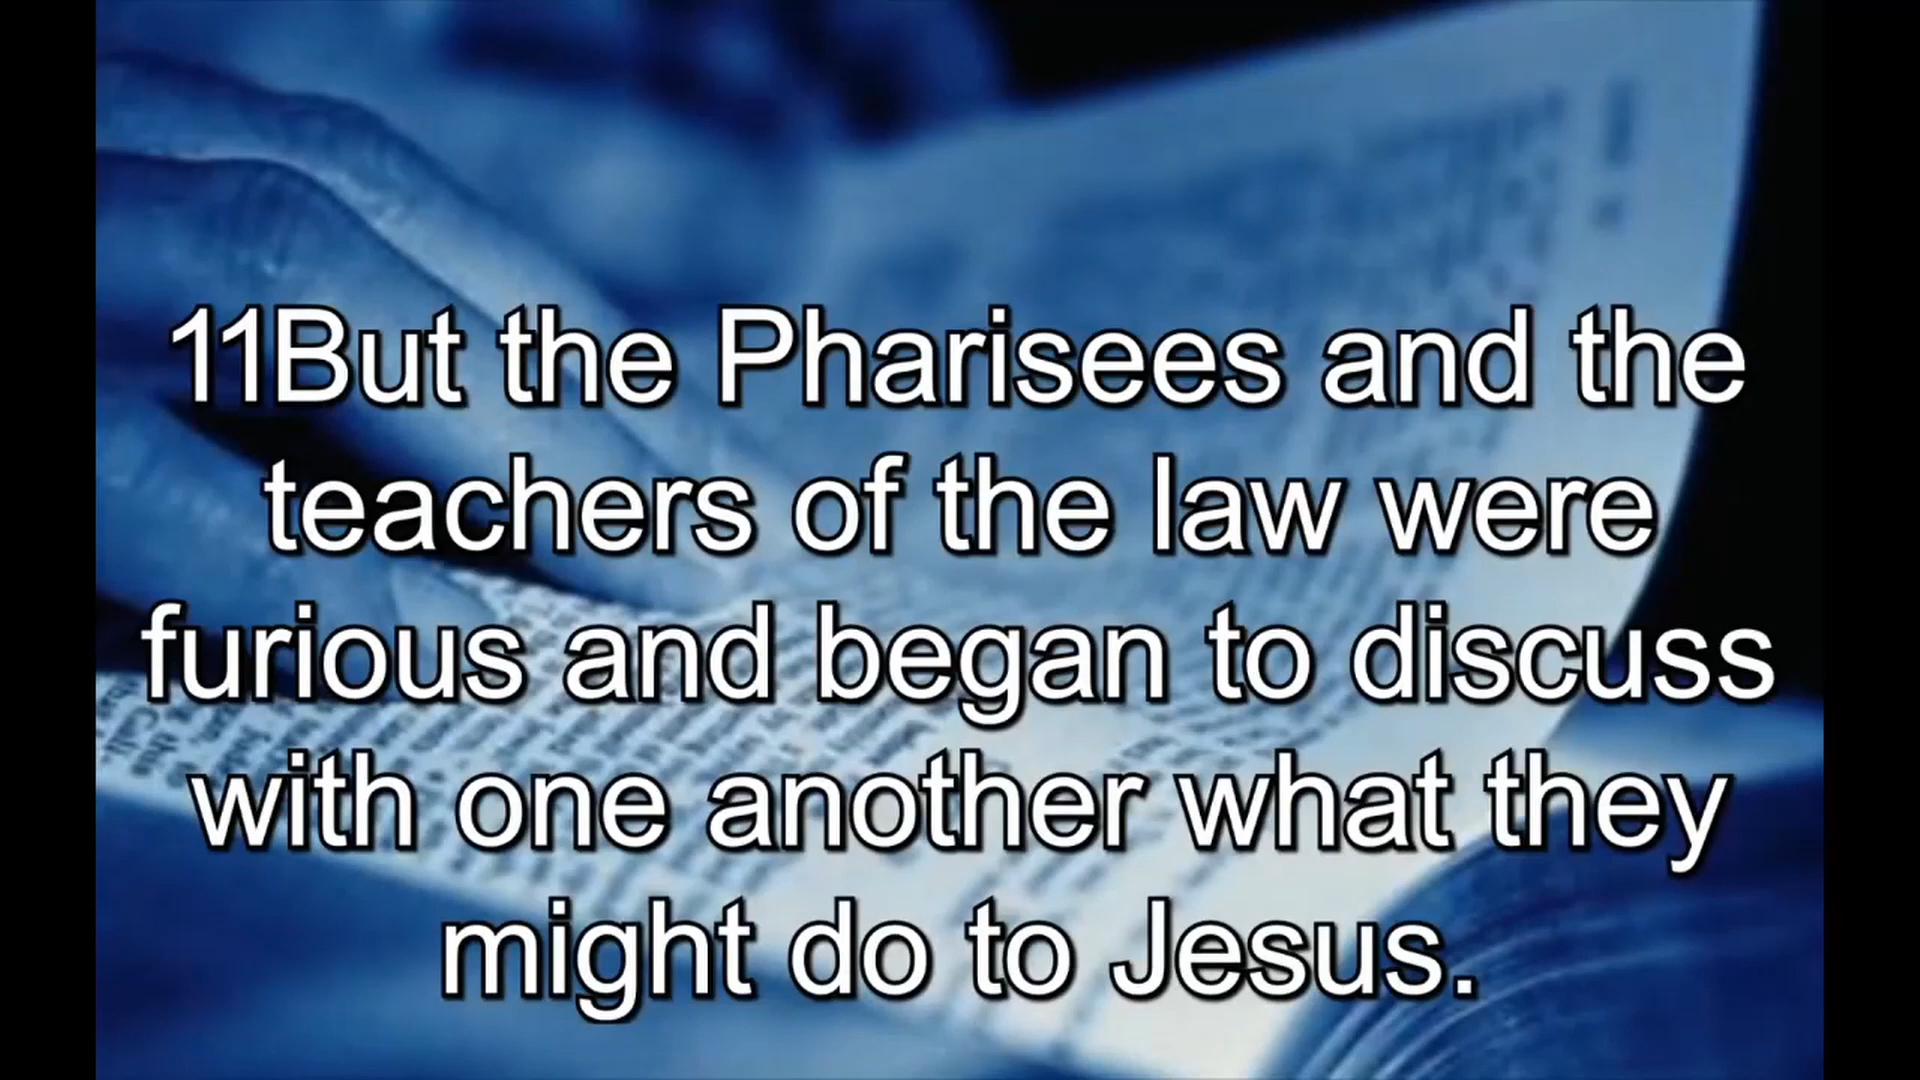 11But the Pharisees and the
teachers of the law were
furious and began to discuss
with one another what they
might do to Jesus.